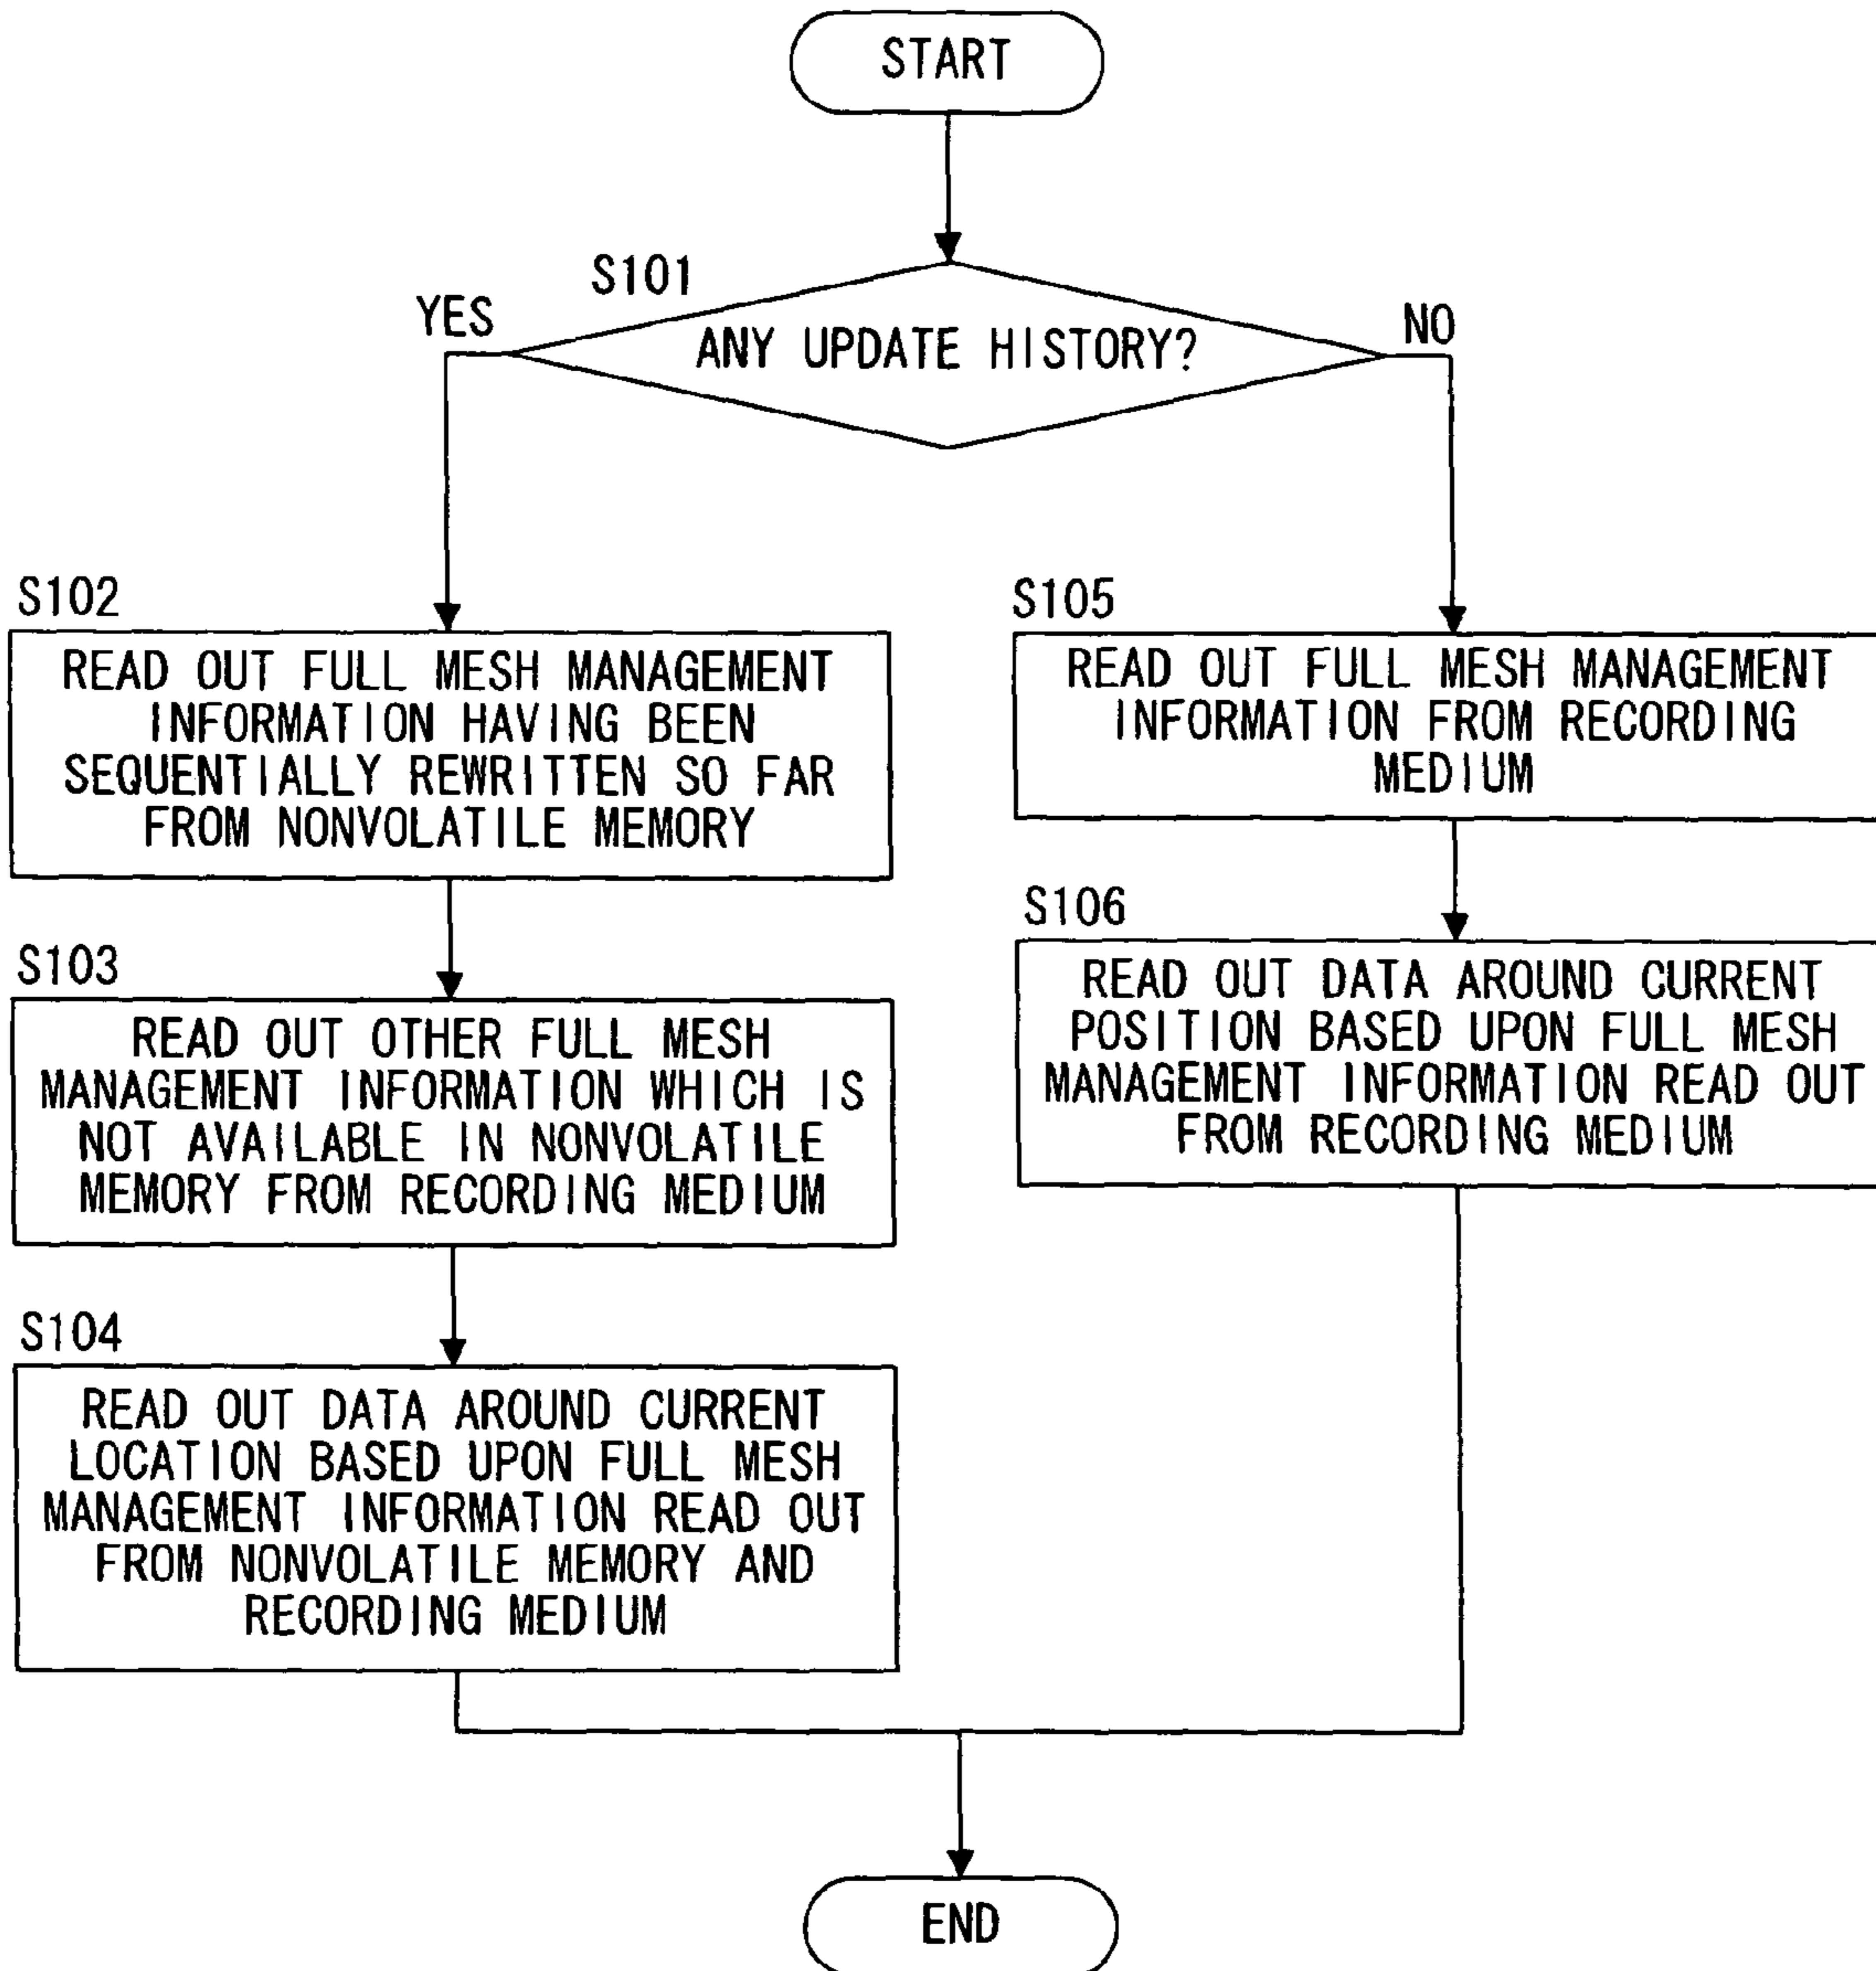 START
S101
YES
ANY UPDATE HISTORY?
NO
S102
READ OUT FULL MESH MANAGEMENT
INFORMATION HAVING BEEN
SEQUENTIALLY REWRITTEN SO FAR
FROM NONVOLATILE MEMORY
S103
READ OUT OTHER FULL MESH
MANAGEMENT INFORMATION WHICH IS
NOT AVAILABLE IN NONVOLATILE
MEMORY FROM RECORDING MEDIUM
S104
READ OUT DATA AROUND CURRENT
LOCATION BASED UPON FULL MESH
MANAGEMENT INFORMATION READ OUT
FROM NONVOLATILE MEMORY AND
RECORDING MEDIUM
S105
READ OUT FULL MESH MANAGEMENT
INFORMATION FROM RECORDING
MEDIUM
S106
READ OUT DATA AROUND CURRENT
POSITION BASED UPON FULL MESH
MANAGEMENT INFORMATION READ OUT
FROM RECORDING MEDIUM
END